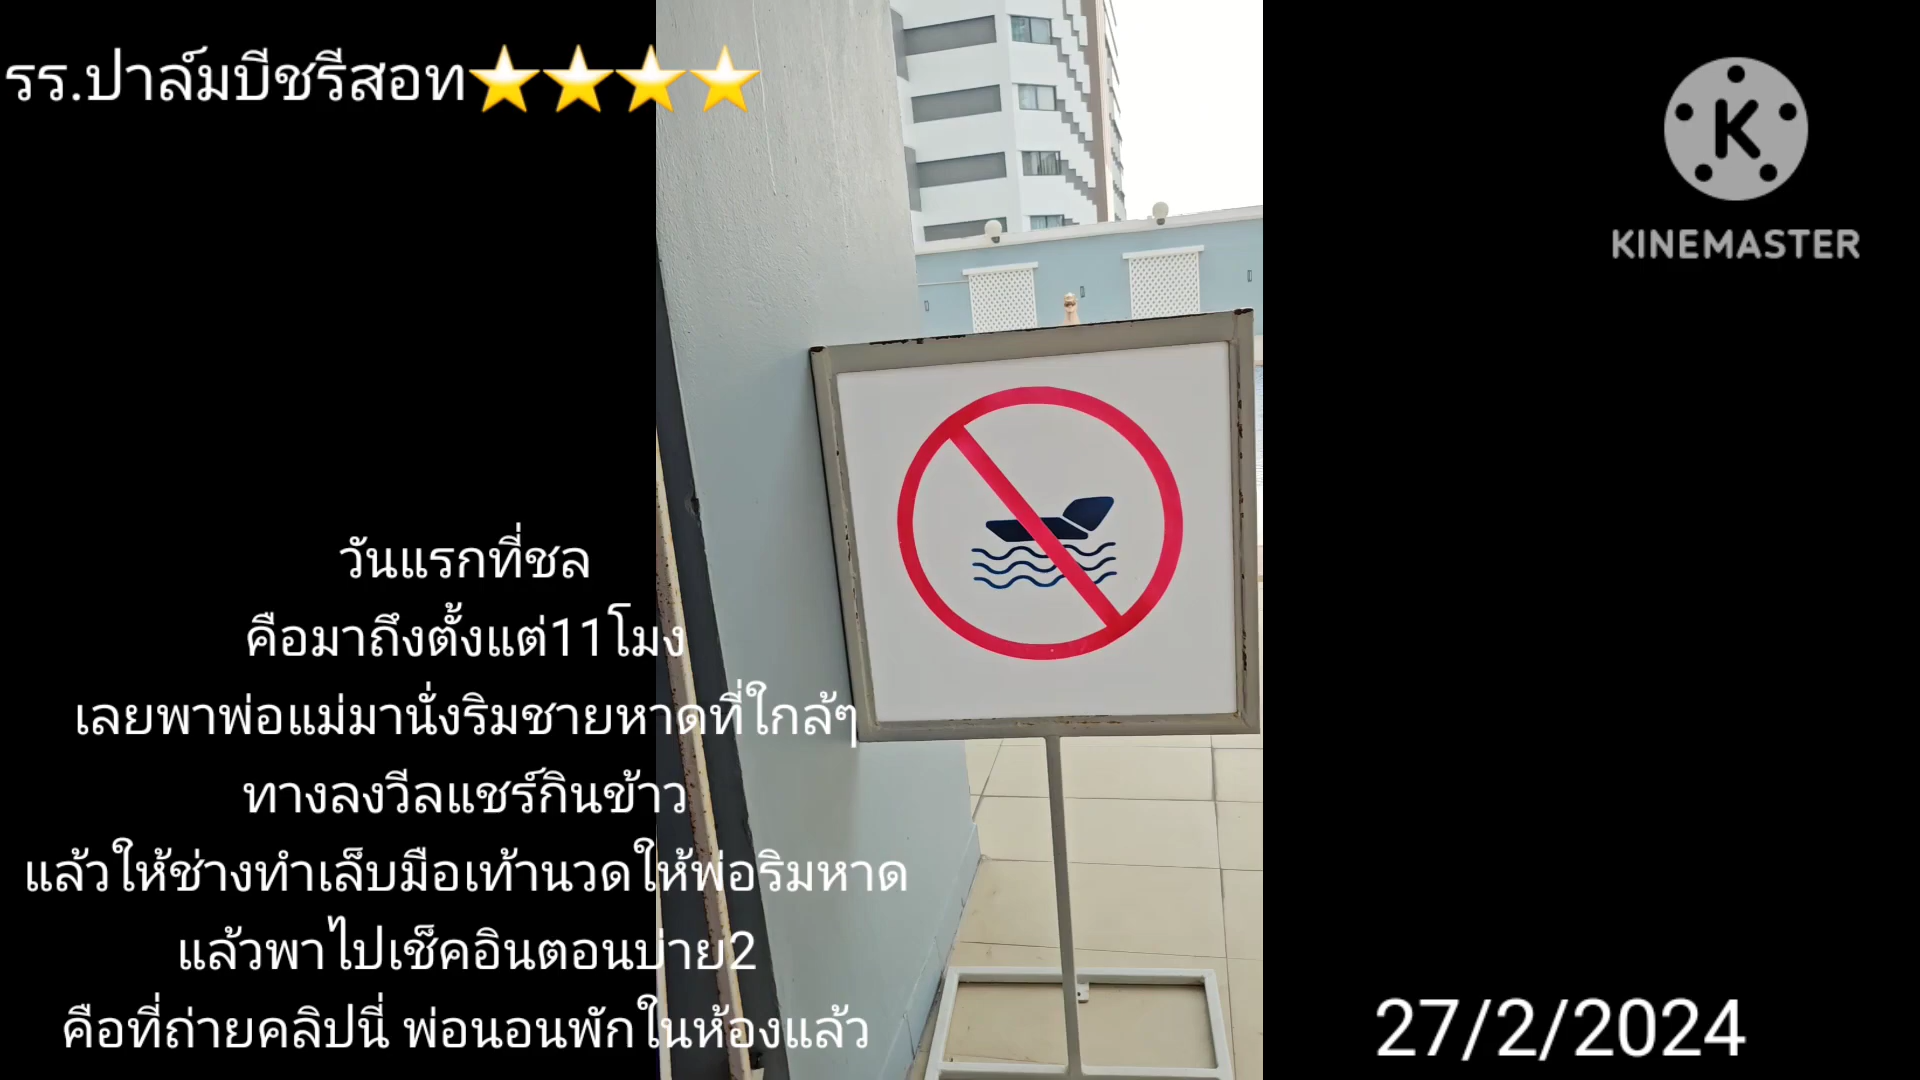 รร.ปาล์มบีชรีสอท⭐⭐⭐⭐
K
KINEMASTER
วันแรกที่ชล
คือมาถึงตั้งแต่11โมง
เลยพาพ่อแม่มานั่งริมชายหาดที่ใกล้ๆ
ทางลงวีลแชร์กินข้าว
แล้วให้ช่างทำเล็บมือเท้านวดให้พ่อริมหาด
แล้วพาไปเช็คอินตอนบ่าย2
คือที่ถ่ายคลิปนี่ พ่อนอนพักในห้องแล้ว
27/2/2024